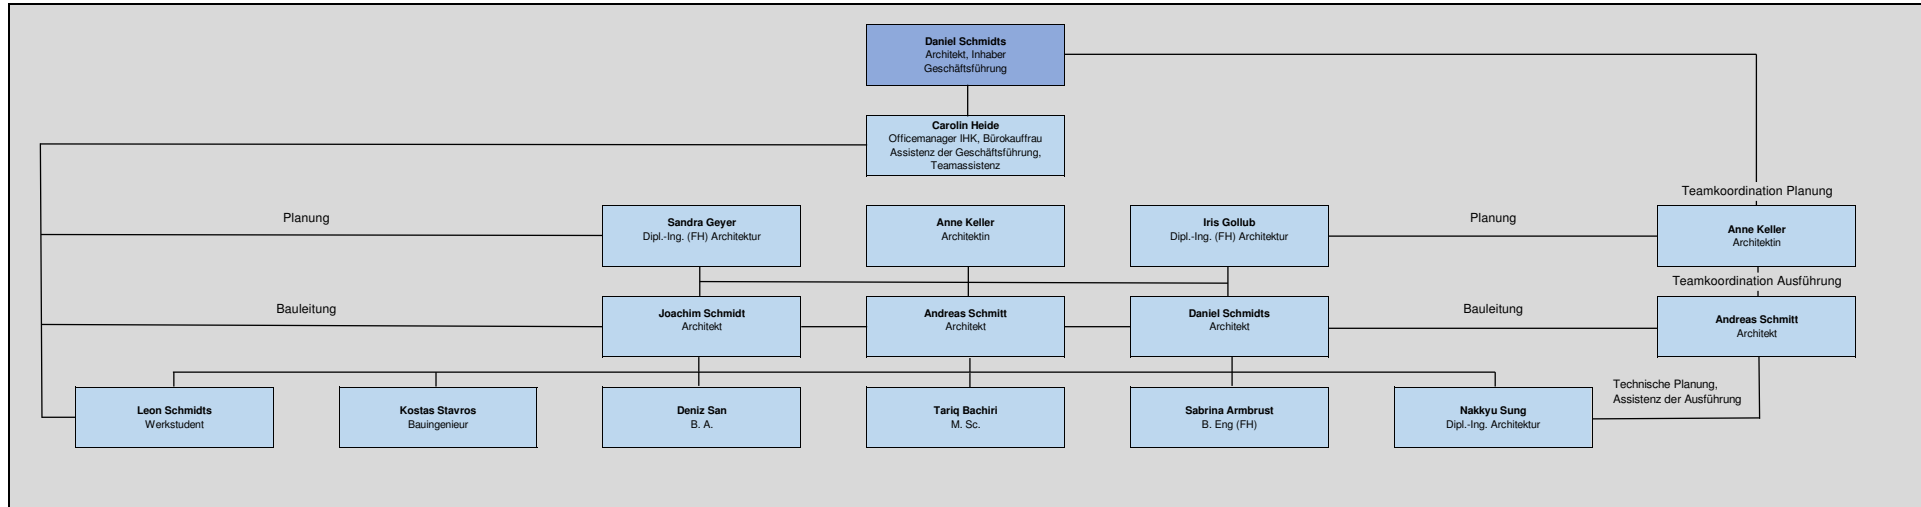 Daniel Schmidts
Architekt, Inhaber
Geschäftsführung
Carolin Heide
Officemanager IHK, Bürokauffrau
Assistenz der Geschäftsführung,
Teamassistenz
Teamkoordination Planung
Planung
Sandra Geyer
Dipl.-Ing. (FH) Architektur
Anne Keller
Architektin
Iris Gollub
Dipl.-Ing. (FH) Architektur
Planung
Anne Keller
Architektin
Teamkoordination Ausführung
Bauleitung
Joachim Schmidt
Architekt
Andreas Schmitt
Architekt
Daniel Schmidts
Architekt
Bauleitung
Andreas Schmitt
Architekt
Technische Planung,
Assistenz der Ausführung
Leon Schmidts
Werkstudent
Kostas Stavros
Bauingenieur
Deniz San
B. A.
Tariq Bachiri
M. Sc.
Sabrina Armbrust
B. Eng (FH)
Nakkyu Sung
Dipl.-Ing. Architektur